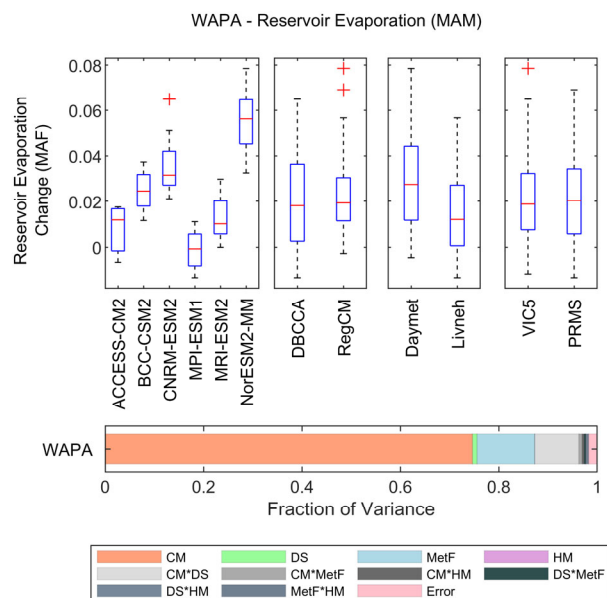 WAPA - Reservoir Evaporation (MAM)
Reservoir Evaporation
Change (MAF)
0.08
0.06
0.04
0.02
0
ACCESS-CM2
BCC-CSM2
CNRM-ESM2
MPI-ESM1
MRI-ESM2
NorESM2-MM
DBCCA
RegCM
Daymet
Livneh
VIC5
PRMS
WAPA
0 0.2 0.4 0.6 0.8 1
Fraction of Variance
CM DS MetF HM
CM*DS CM*MetF CM*HM DS*MetF
DS*HM MetF*HM Error